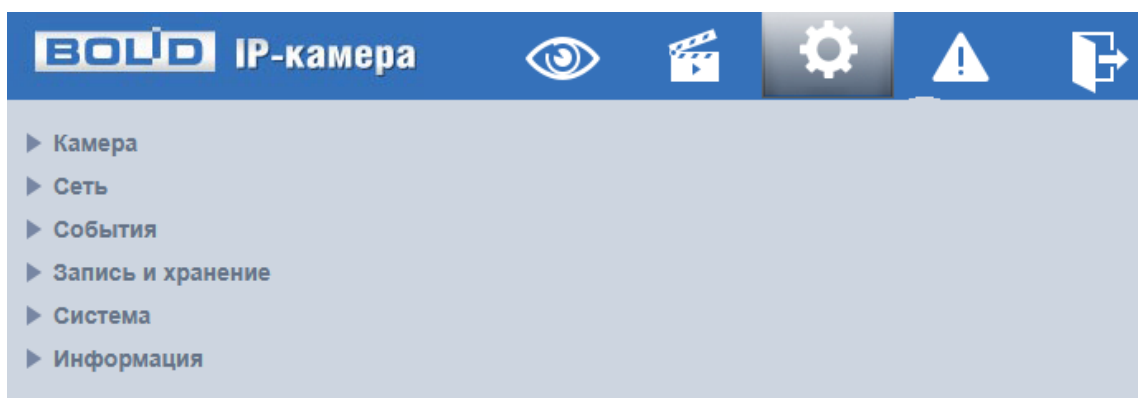 BOLID IP-камера
Камера
Сеть
События
Запись и хранение
Система
Информация